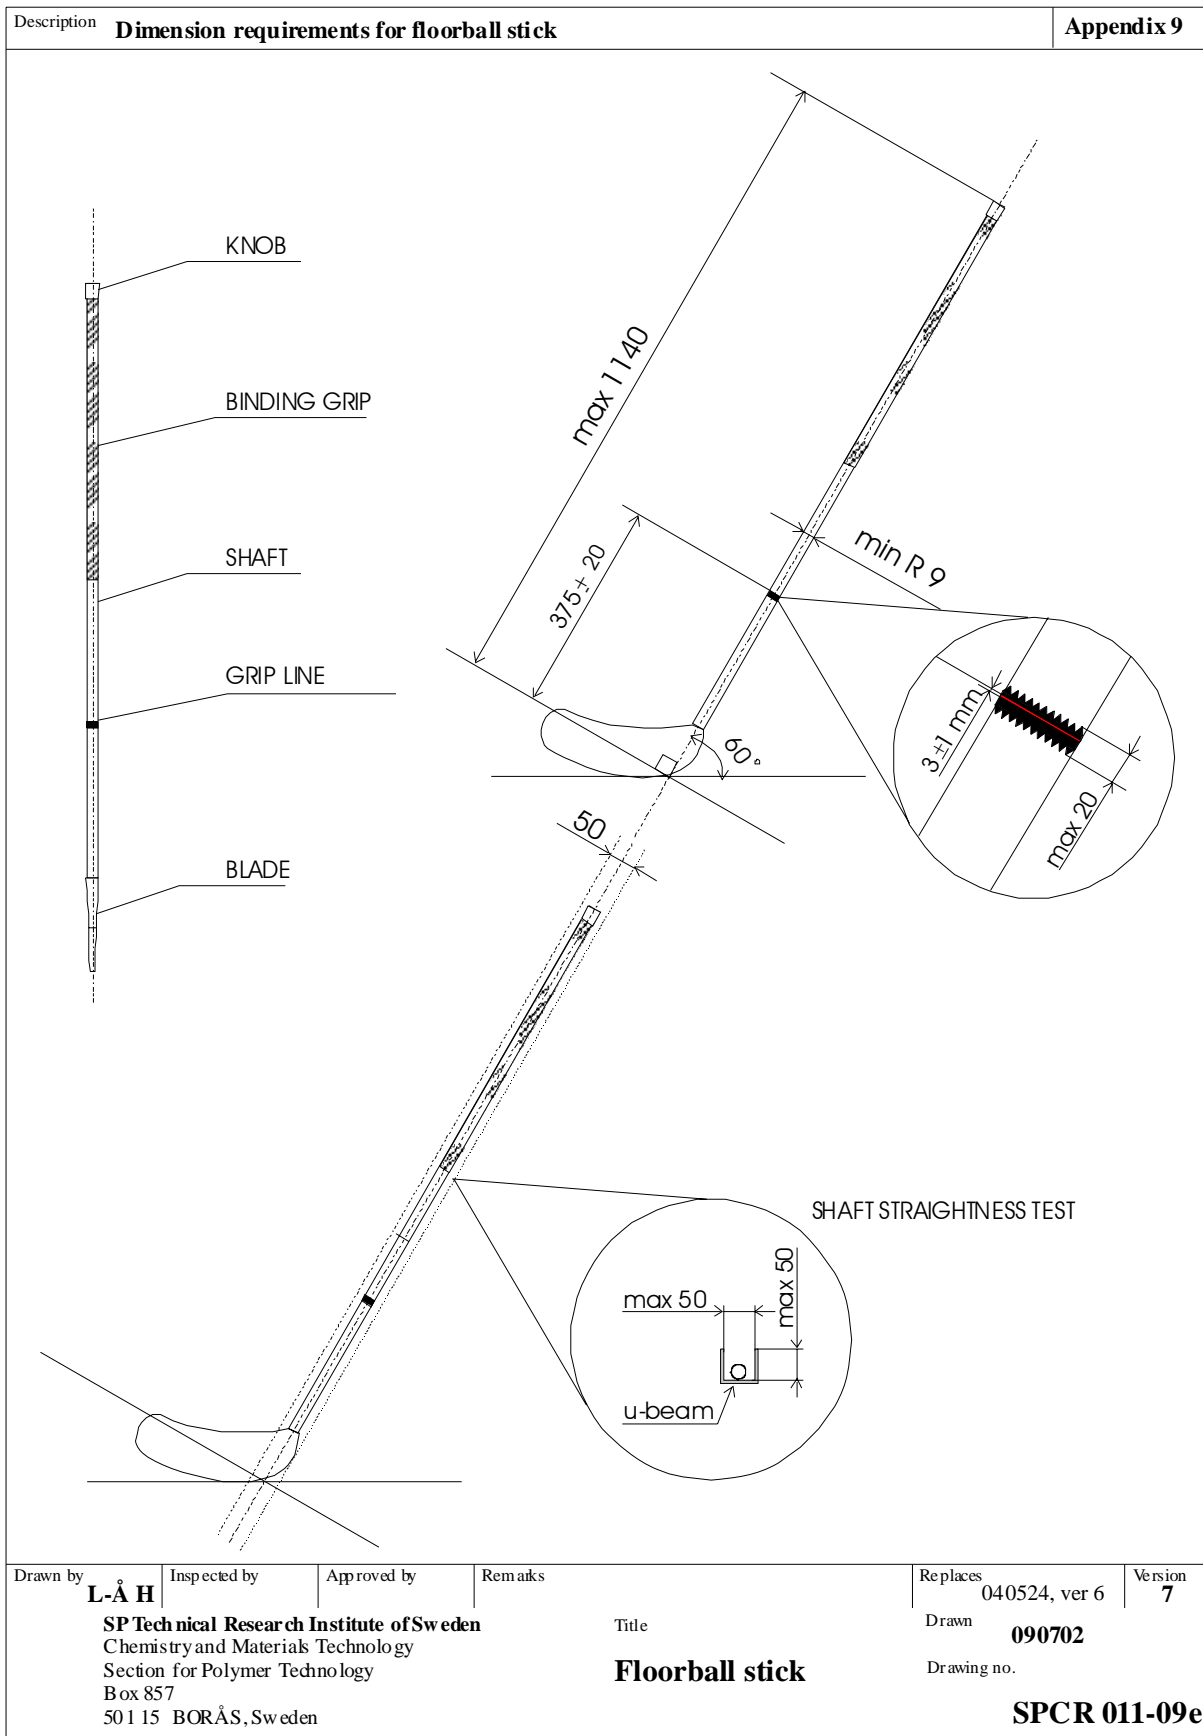 Description Dimension requirements for floorball stick Appendix 9
KNOB
BINDING GRIP
SHAFT
GRIP LINE
BLADE
max 1140
375± 20
min R 9
60°
3±1 mm
max 20
50
SHAFT STRAIGHTNESS TEST
max 50
max 50
u-beam
Drawn by L-Å H Inspected by Approved by Remarks Replaces 040524, ver 6 Version 7
SP Technical Research Institute of Sweden
Chemistry and Materials Technology
Section for Polymer Technology
Box 857
501 15 BORÅS, Sweden
Title
Floorball stick
Drawn 090702
Drawing no.
SPCR 011-09e